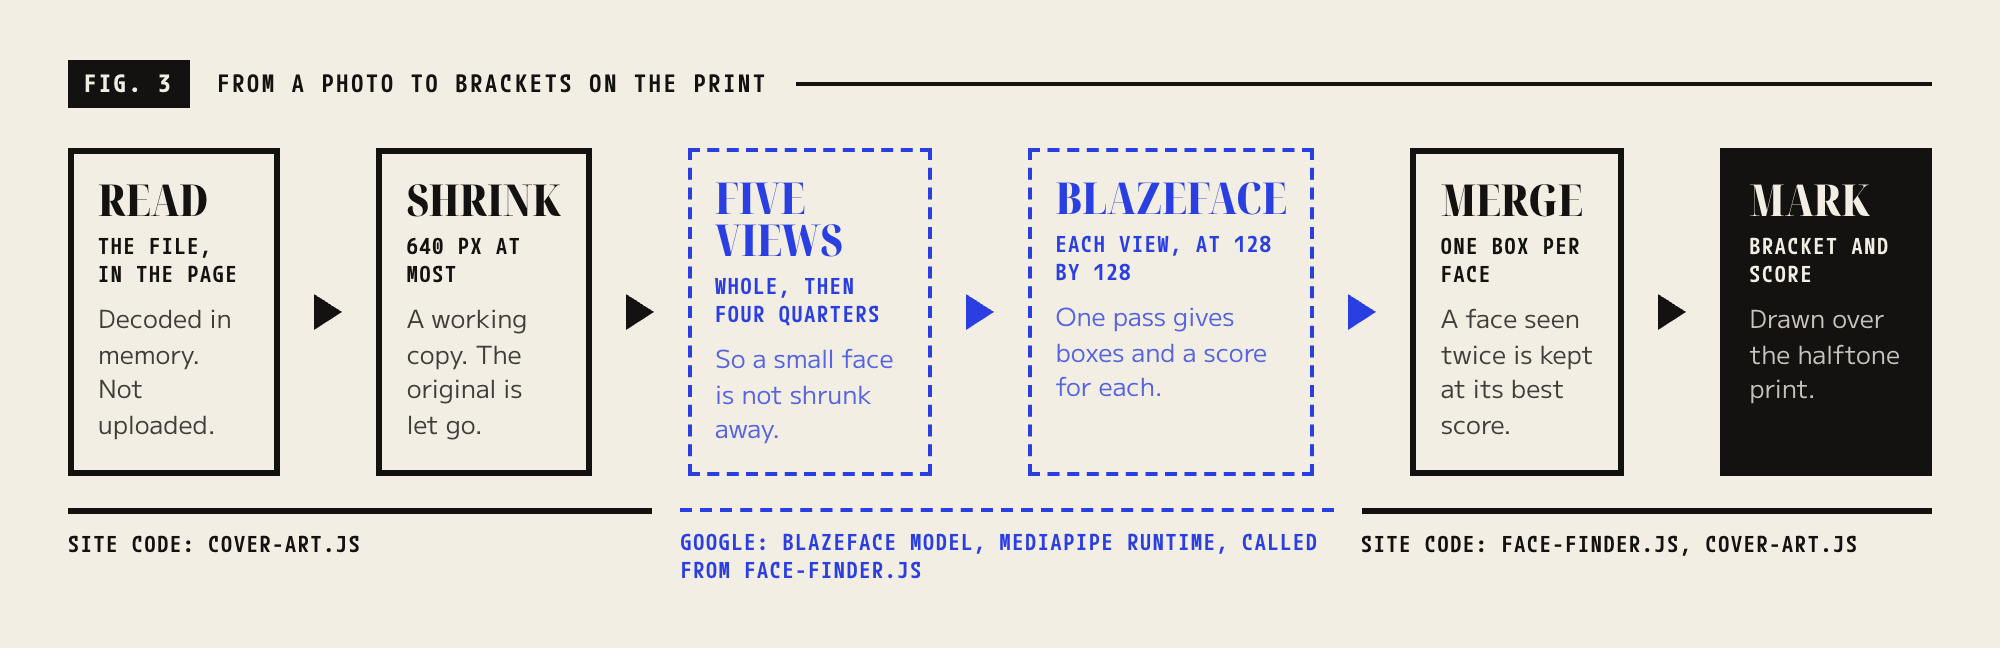 FIG. 3
FROM A PHOTO TO BRACKETS ON THE PRINT
READ
THE FILE,
IN THE PAGE
Decoded in
memory.
Not
uploaded.
SHRINK
640 PX AT
MOST
A working
copy. The
original is
let go.
FIVE
VIEWS
WHOLE, THEN
FOUR QUARTERS
So a small face
is not shrunk
away.
BLAZEFACE
EACH VIEW, AT 128
BY 128
One pass gives
boxes and a score
for each.
MERGE
ONE BOX PER
FACE
A face seen
twice is kept
at its best
score.
MARK
BRACKET AND
SCORE
Drawn over
the halftone
print.
SITE CODE: COVER-ART.JS
GOOGLE: BLAZEFACE MODEL, MEDIAPIPE RUNTIME, CALLED
FROM FACE-FINDER.JS
SITE CODE: FACE-FINDER.JS, COVER-ART.JS